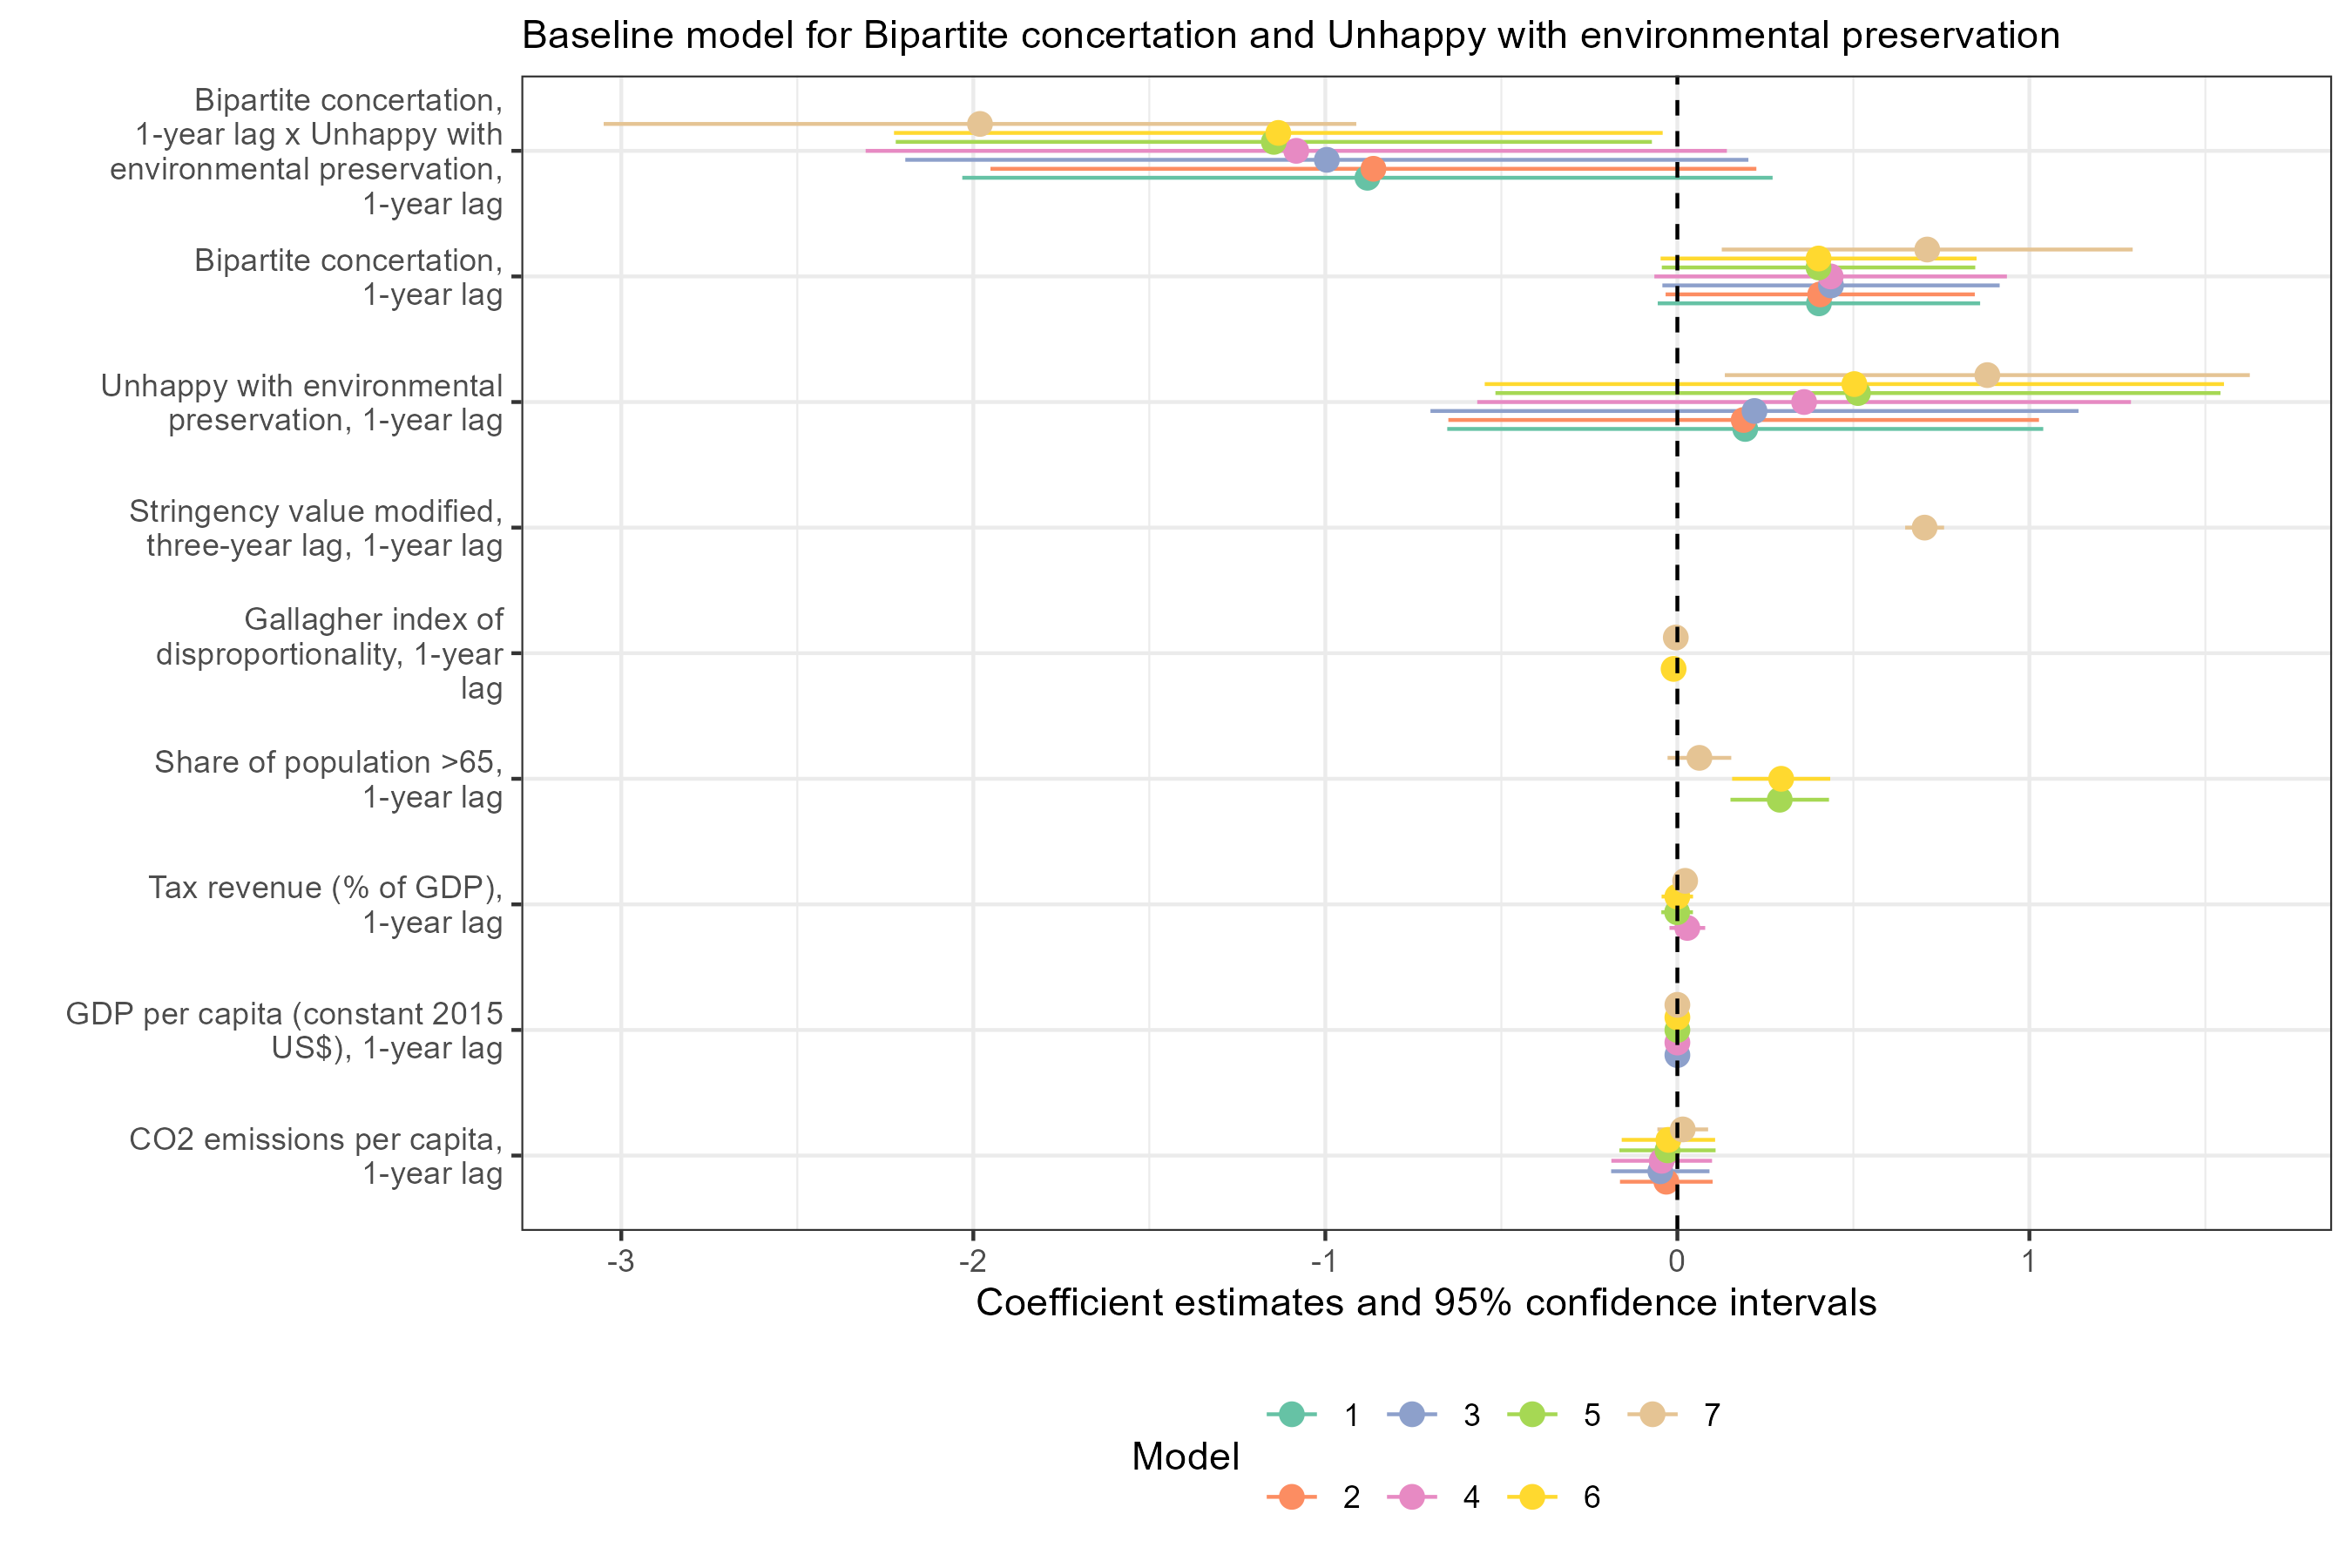 Baseline model for Bipartite concertation and Unhappy with environmental preservation
Bipartite concertation,
1-year lag x Unhappy with
environmental preservation,
1-year lag
Bipartite concertation,
1-year lag
Unhappy with environmental
preservation, 1-year lag
Stringency value modified,
three-year lag, 1-year lag
Gallagher index of
disproportionality, 1-year
lag
Share of population >65,
1-year lag
Tax revenue (% of GDP),
1-year lag
GDP per capita (constant 2015
US$), 1-year lag
CO2 emissions per capita,
1-year lag
-3 -2 -1 0 1
Coefficient estimates and 95% confidence intervals
Model
1 3 5 7
2 4 6